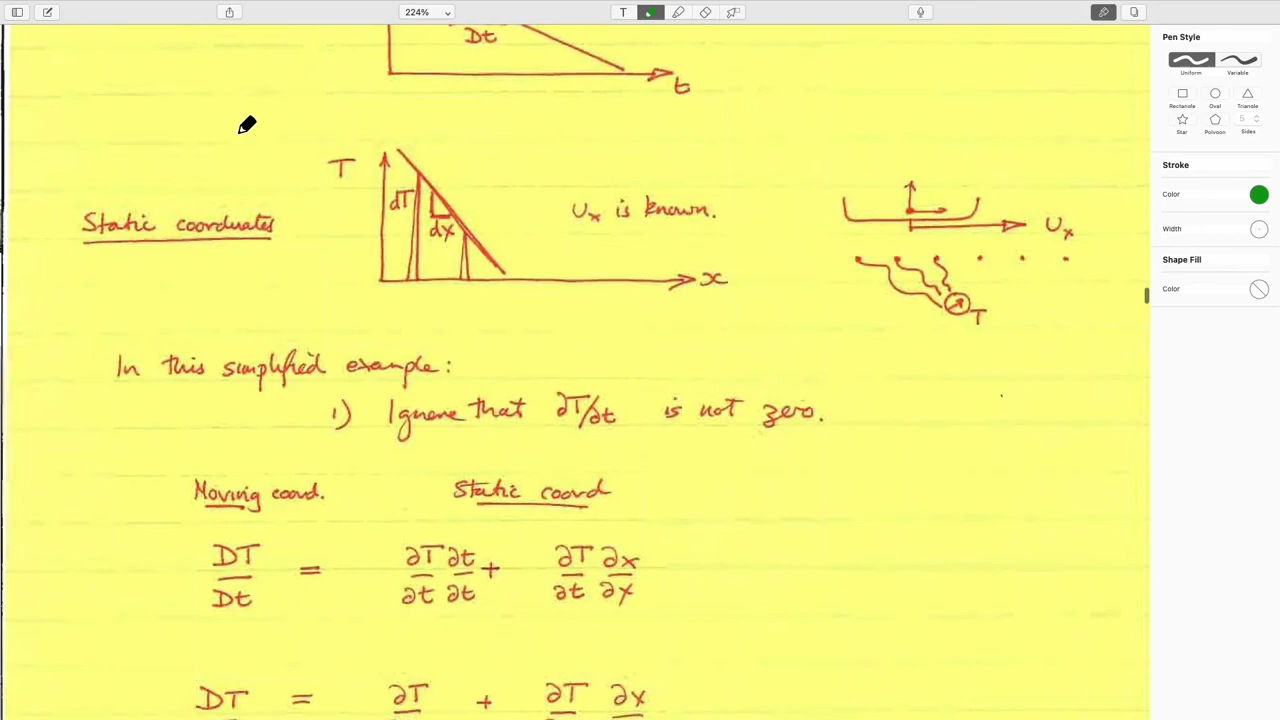 224%
T
Dt
t
T
dT
dx
x
Static coorduates
Ux is known.
Ux
T
In this simplified example:
1) Ignore that ∂T/∂t is not zero.
Moving coord. Static coord
DT/Dt = ∂T/∂t ∂t/∂t + ∂T/∂t ∂x/∂x
DT = ∂T + ∂T ∂x
Pen Style
Uniform Variable
Rectangle Oval Triangle
5
Star Polygon Sides
Stroke
Color
Width
Shape Fill
Color